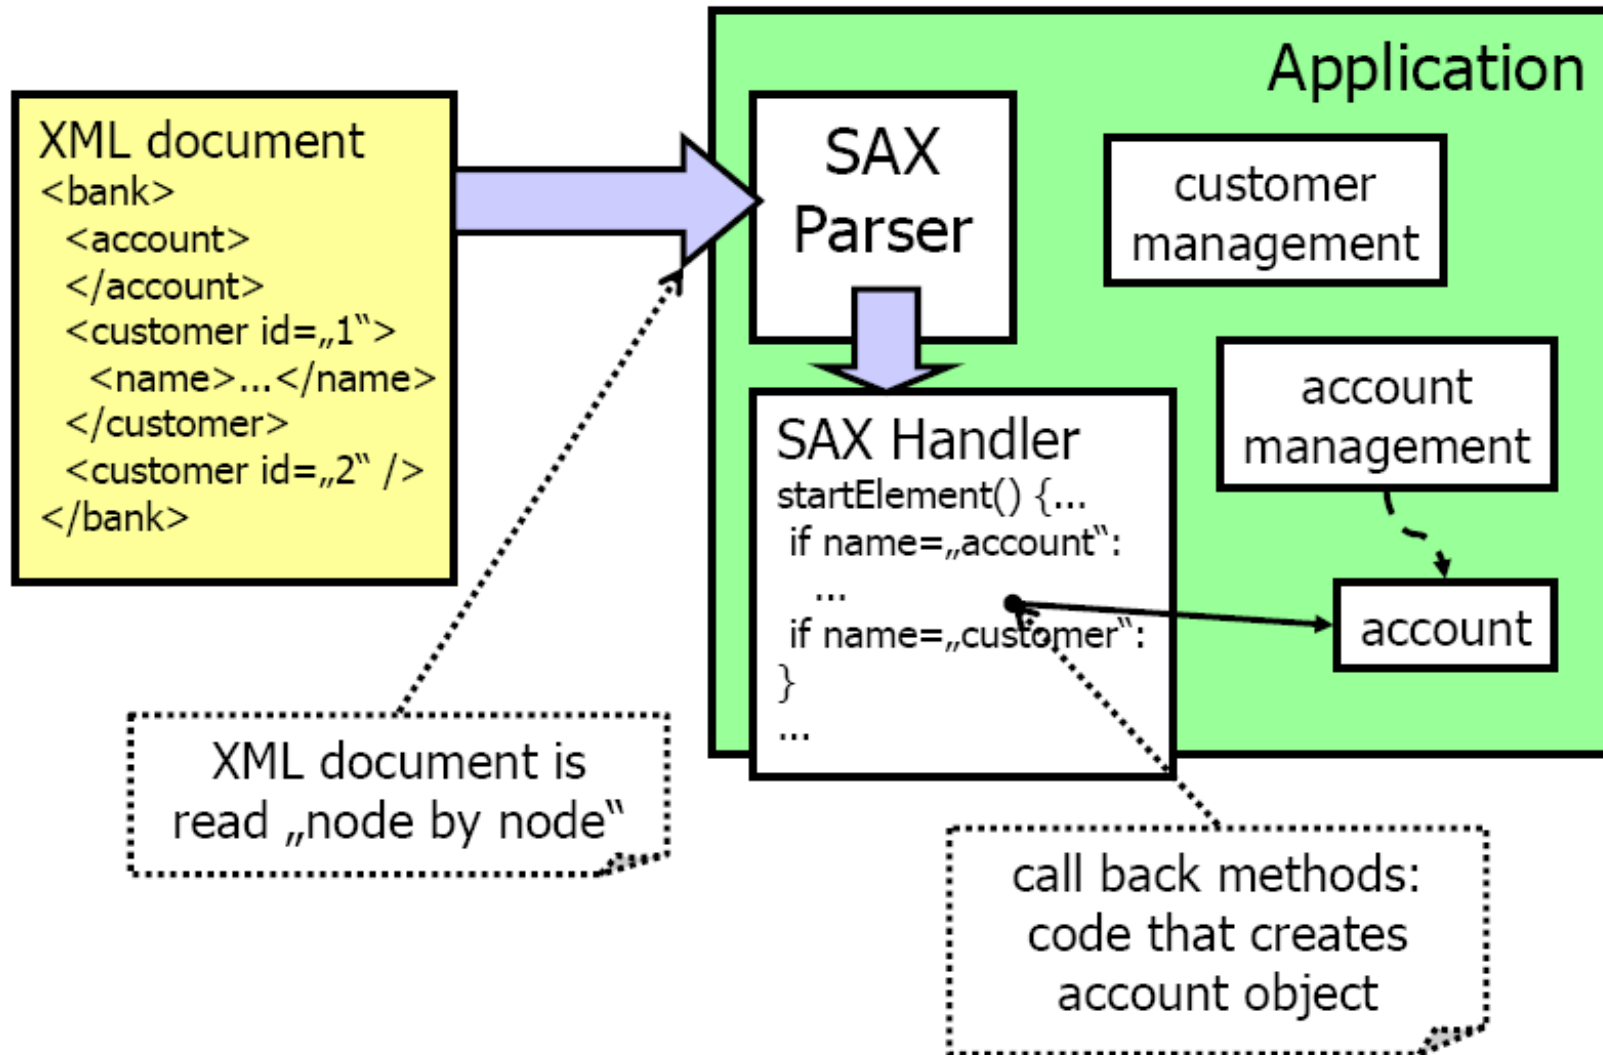 XML document
<bank>
<account>
</account>
<customer id=„1“>
<name>...</name>
</customer>
<customer id=„2“ />
</bank>
Application
SAX
Parser
customer
management
account
management
account
SAX Handler
startElement() {...
if name=„account“:
...
if name=„customer“:
}
...
XML document is
read „node by node“
call back methods:
code that creates
account object